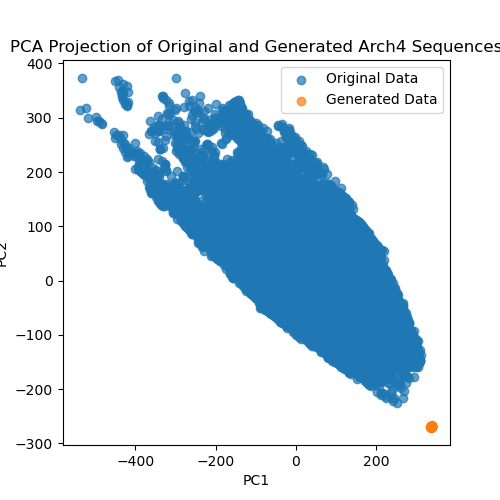 PCA Projection of Original and Generated Arch4 Sequences
Original Data
Generated Data
400
300
200
100
0
−100
−200
−300
PC2
−400
−200
0
200
PC1